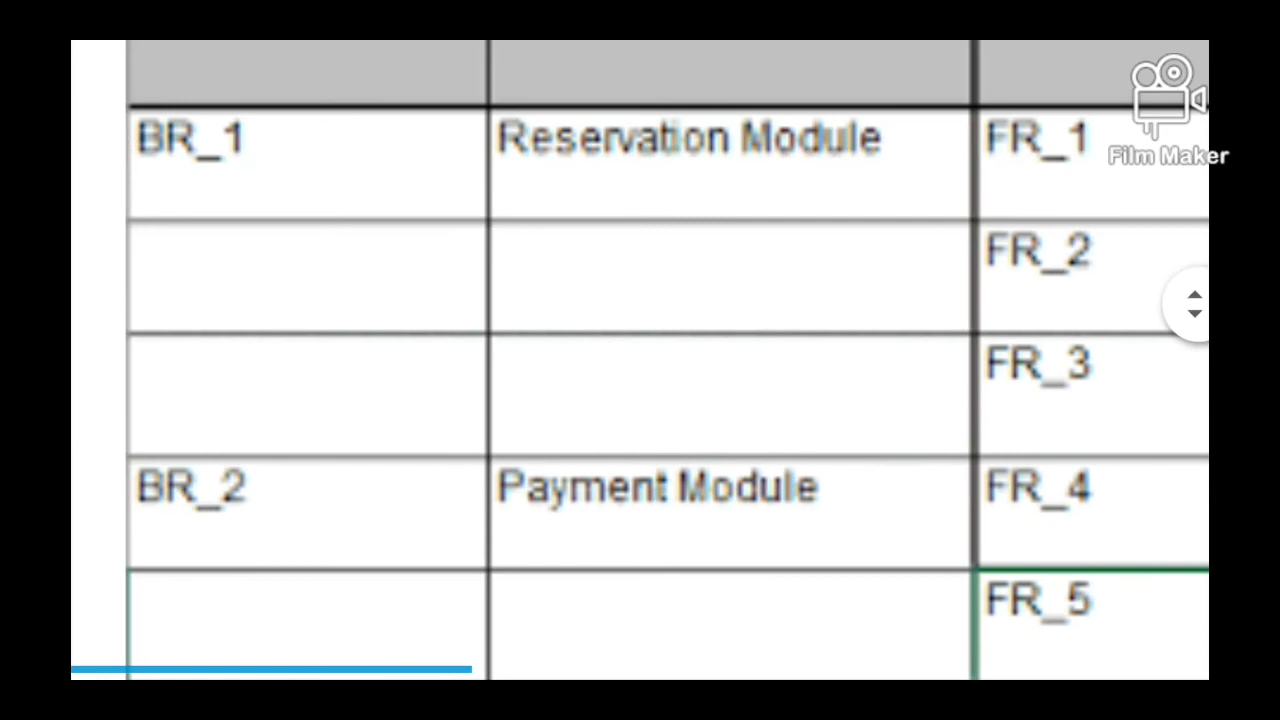 BR_1 Reservation Module FR_1
Film Maker
FR_2
FR_3
BR_2 Payment Module FR_4
FR_5